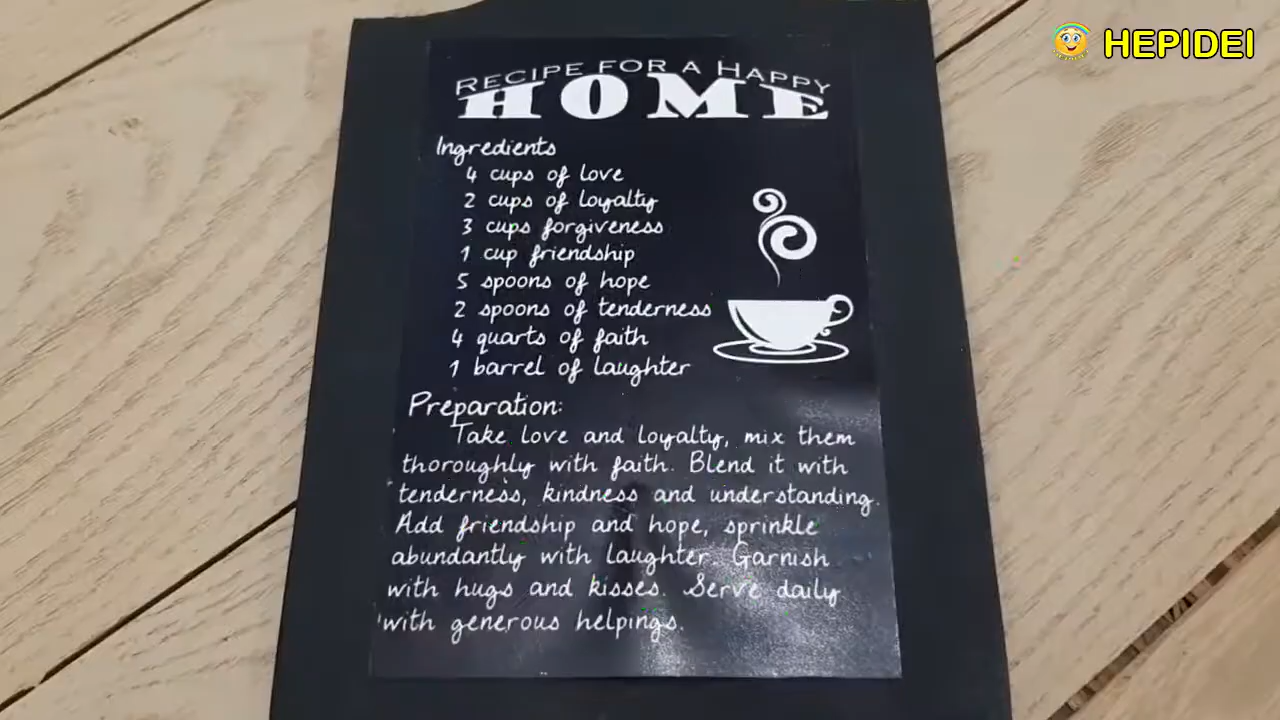 HEPIDEI
RECIPE FOR A HAPPY
HOME
Ingredients
4 cups of love
2 cups of loyalty
3 cups forgiveness
1 cup friendship
5 spoons of hope
2 spoons of tenderness
4 quarts of faith
1 barrel of laughter
Preparation:
Take love and loyalty, mix them
thoroughly with faith. Blend it with
tenderness, kindness and understanding.
Add friendship and hope, sprinkle
abundantly with laughter. Garnish
with hugs and kisses. Serve daily
with generous helpings.